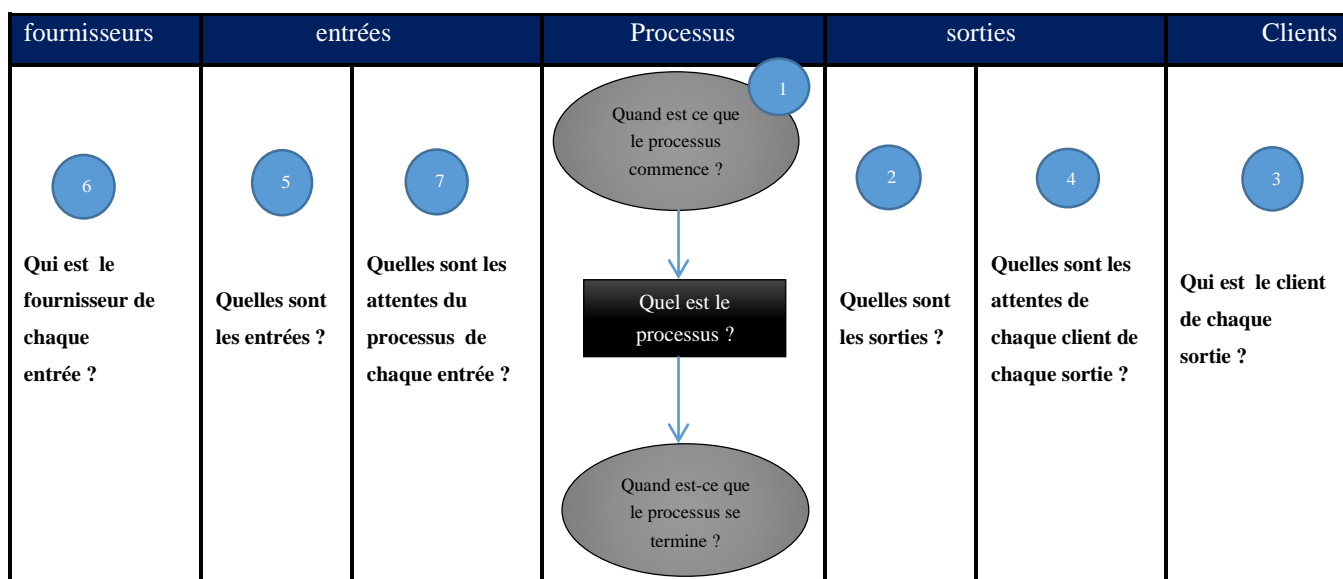 fournisseurs
entrées
Processus
sorties
Clients
6
Qui est le
fournisseur de
chaque
entrée ?
5
Quelles sont
les entrées ?
7
Quelles sont les
attentes du
processus de
chaque entrée ?
1
Quand est ce que
le processus
commence ?
Quel est le
processus ?
Quand est-ce que
le processus se
termine ?
2
Quelles sont
les sorties ?
4
Quelles sont les
attentes de
chaque client de
chaque sortie ?
3
Qui est le client
de chaque
sortie ?